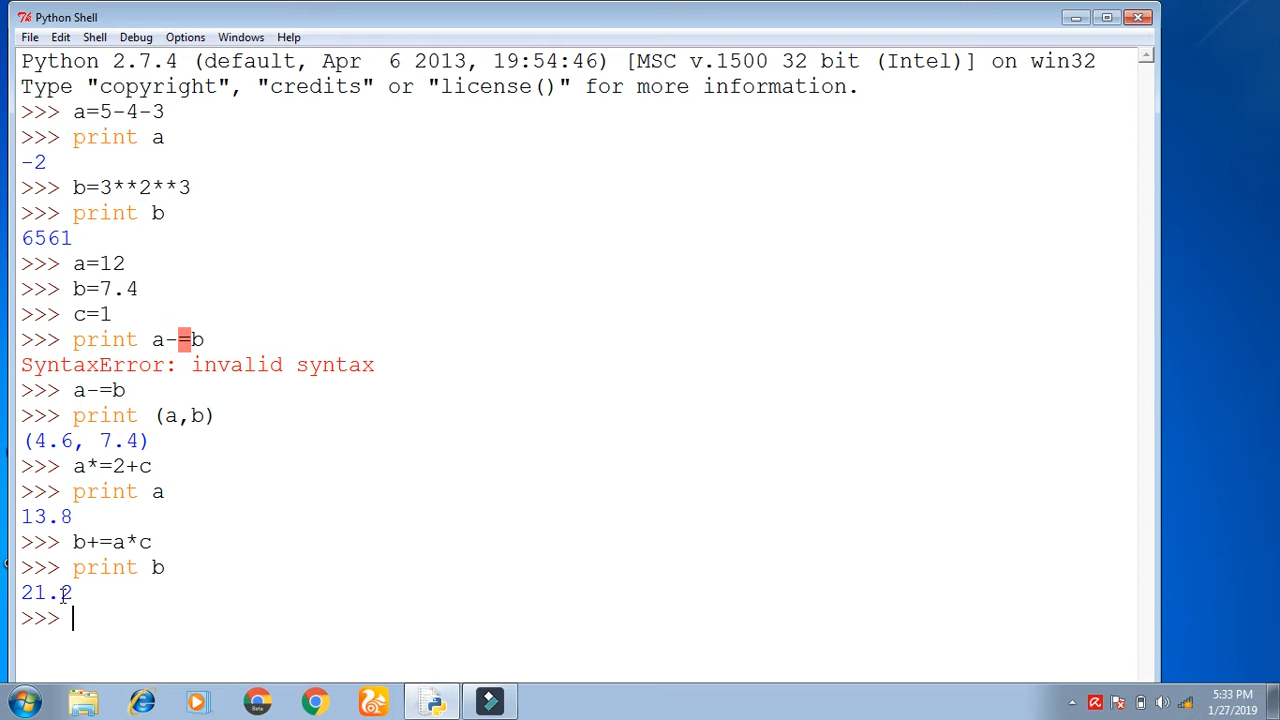 Python Shell
File Edit Shell Debug Options Windows Help
Python 2.7.4 (default, Apr  6 2013, 19:54:46) [MSC v.1500 32 bit (Intel)] on win32
Type "copyright", "credits" or "license()" for more information.
>>> a=5-4-3
>>> print a
-2
>>> b=3**2**3
>>> print b
6561
>>> a=12
>>> b=7.4
>>> c=1
>>> print a-=b
SyntaxError: invalid syntax
>>> a-=b
>>> print (a,b)
(4.6, 7.4)
>>> a*=2+c
>>> print a
13.8
>>> b+=a*c
>>> print b
21.2
>>>
Beta
5:33 PM
1/27/2019